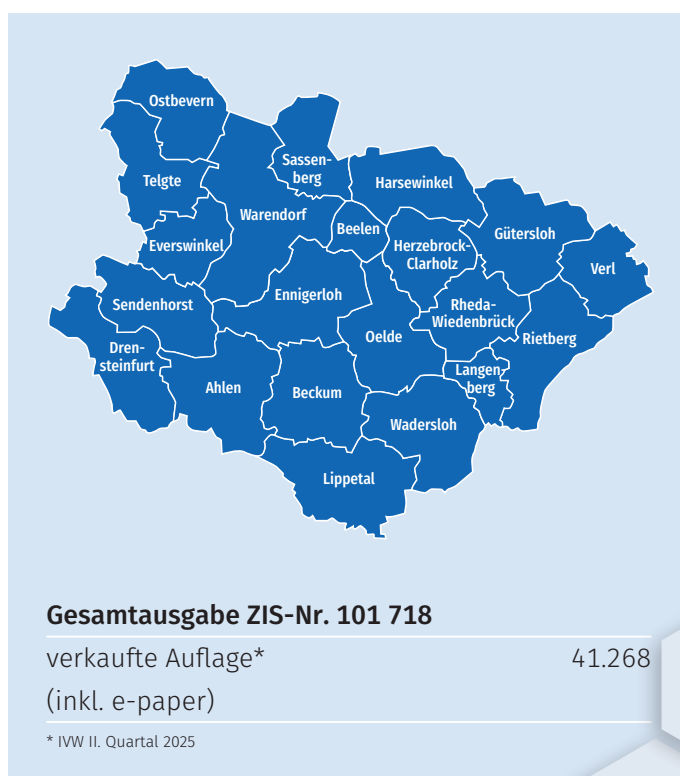 Ostbevern
Sassen-
berg
Telgte
Harsewinkel
Warendorf
Beelen
Gütersloh
Everswinkel
Herzebrock-
Clarholz
Verl
Ennigerloh
Sendenhorst
Rheda-
Wiedenbrück
Oelde
Rietberg
Dren-
steinfurt
Langen-
berg
Ahlen
Beckum
Wadersloh
Lippetal
Gesamtausgabe ZIS-Nr. 101 718
verkaufte Auflage* 41.268
(inkl. e-paper)
* IVW II. Quartal 2025